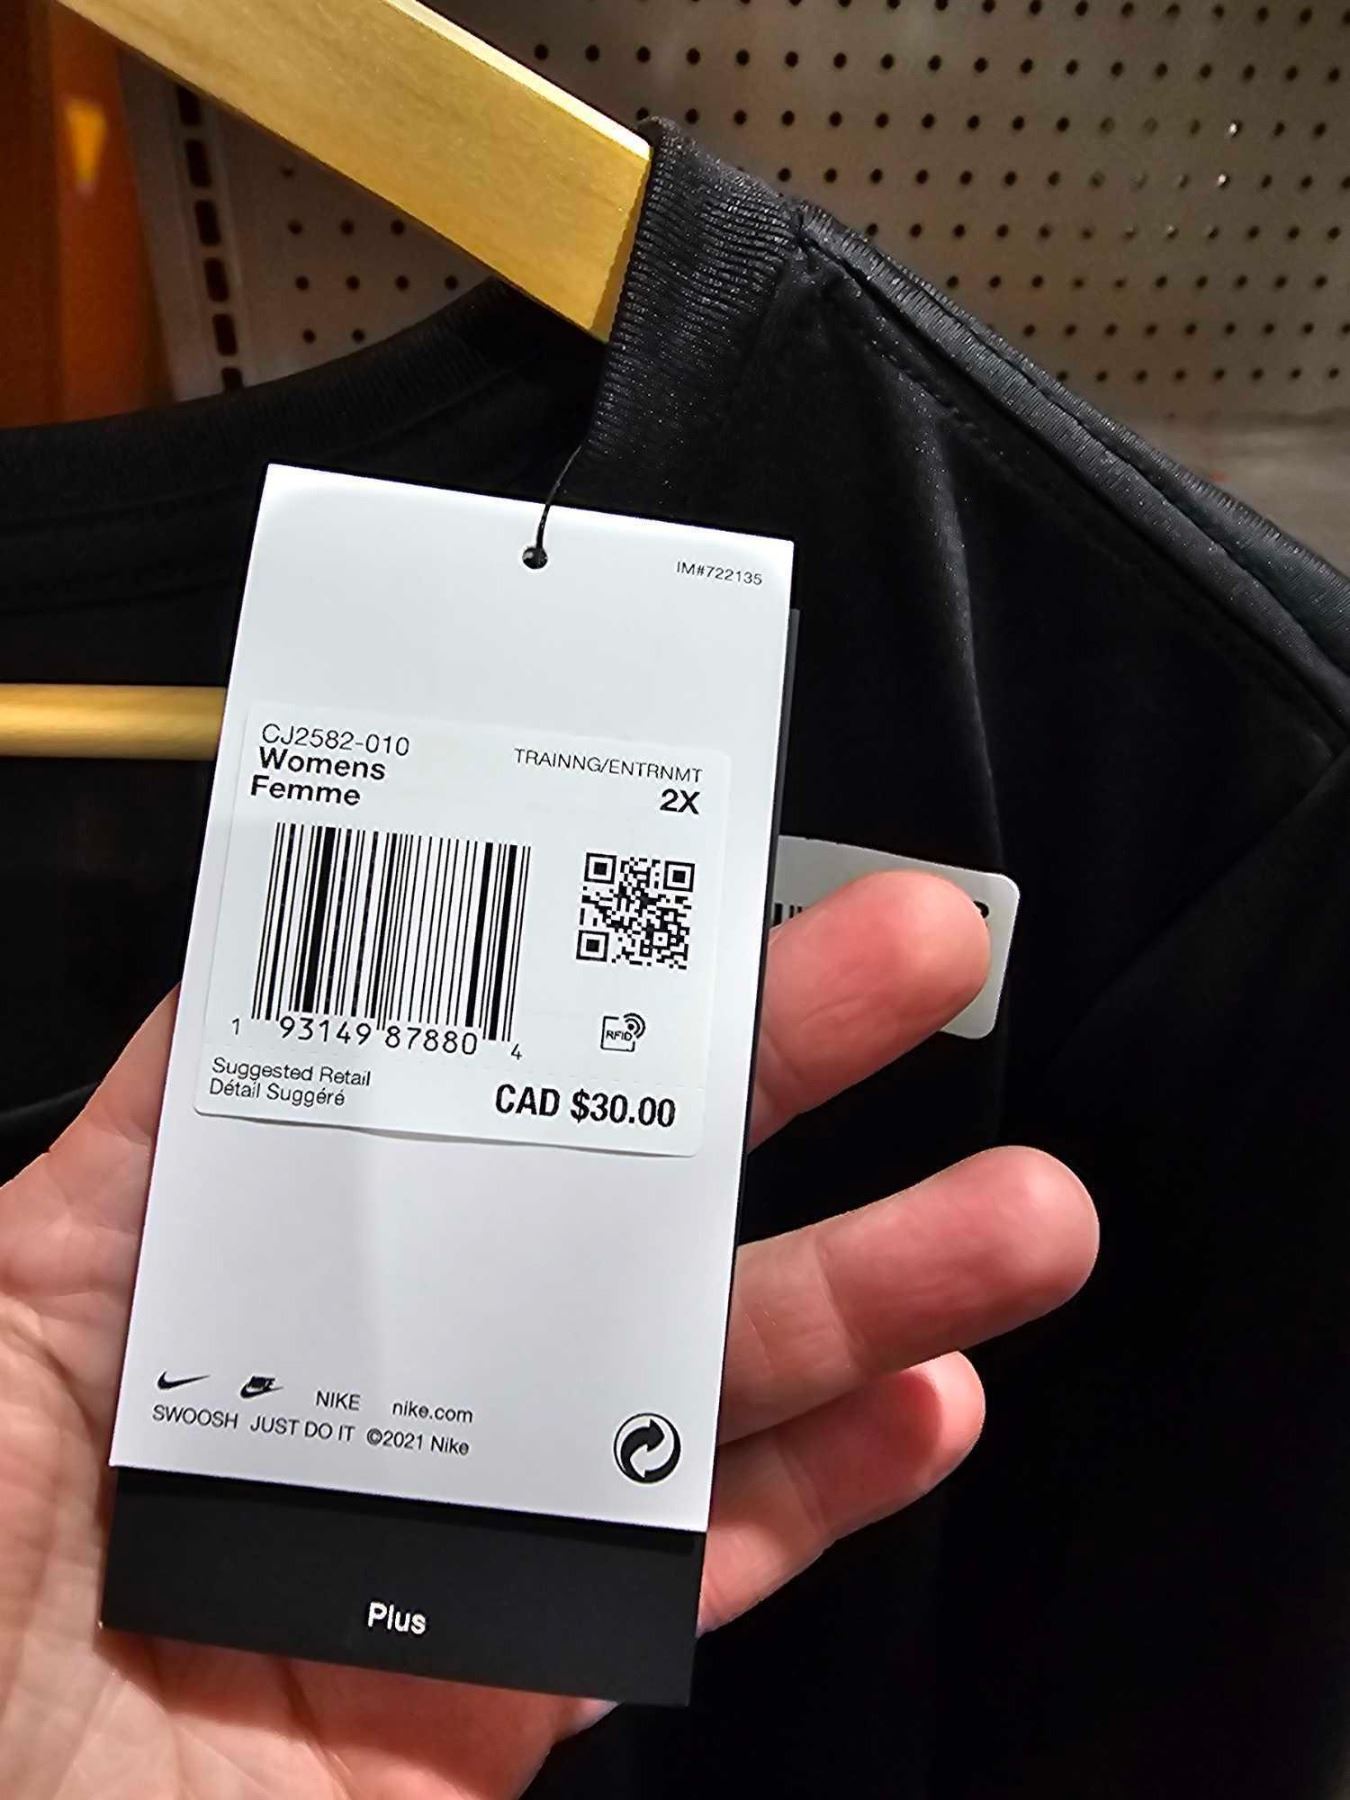 IM#722135
CJ2582-010
Womens
Femme
TRAINNG/ENTRNMT
2X
1 93149 87880 4
RFID
Suggested Retail
Détail Suggéré
CAD $30.00
NIKE NIKE nike.com
SWOOSH JUST DO IT ©2021 Nike
Plus